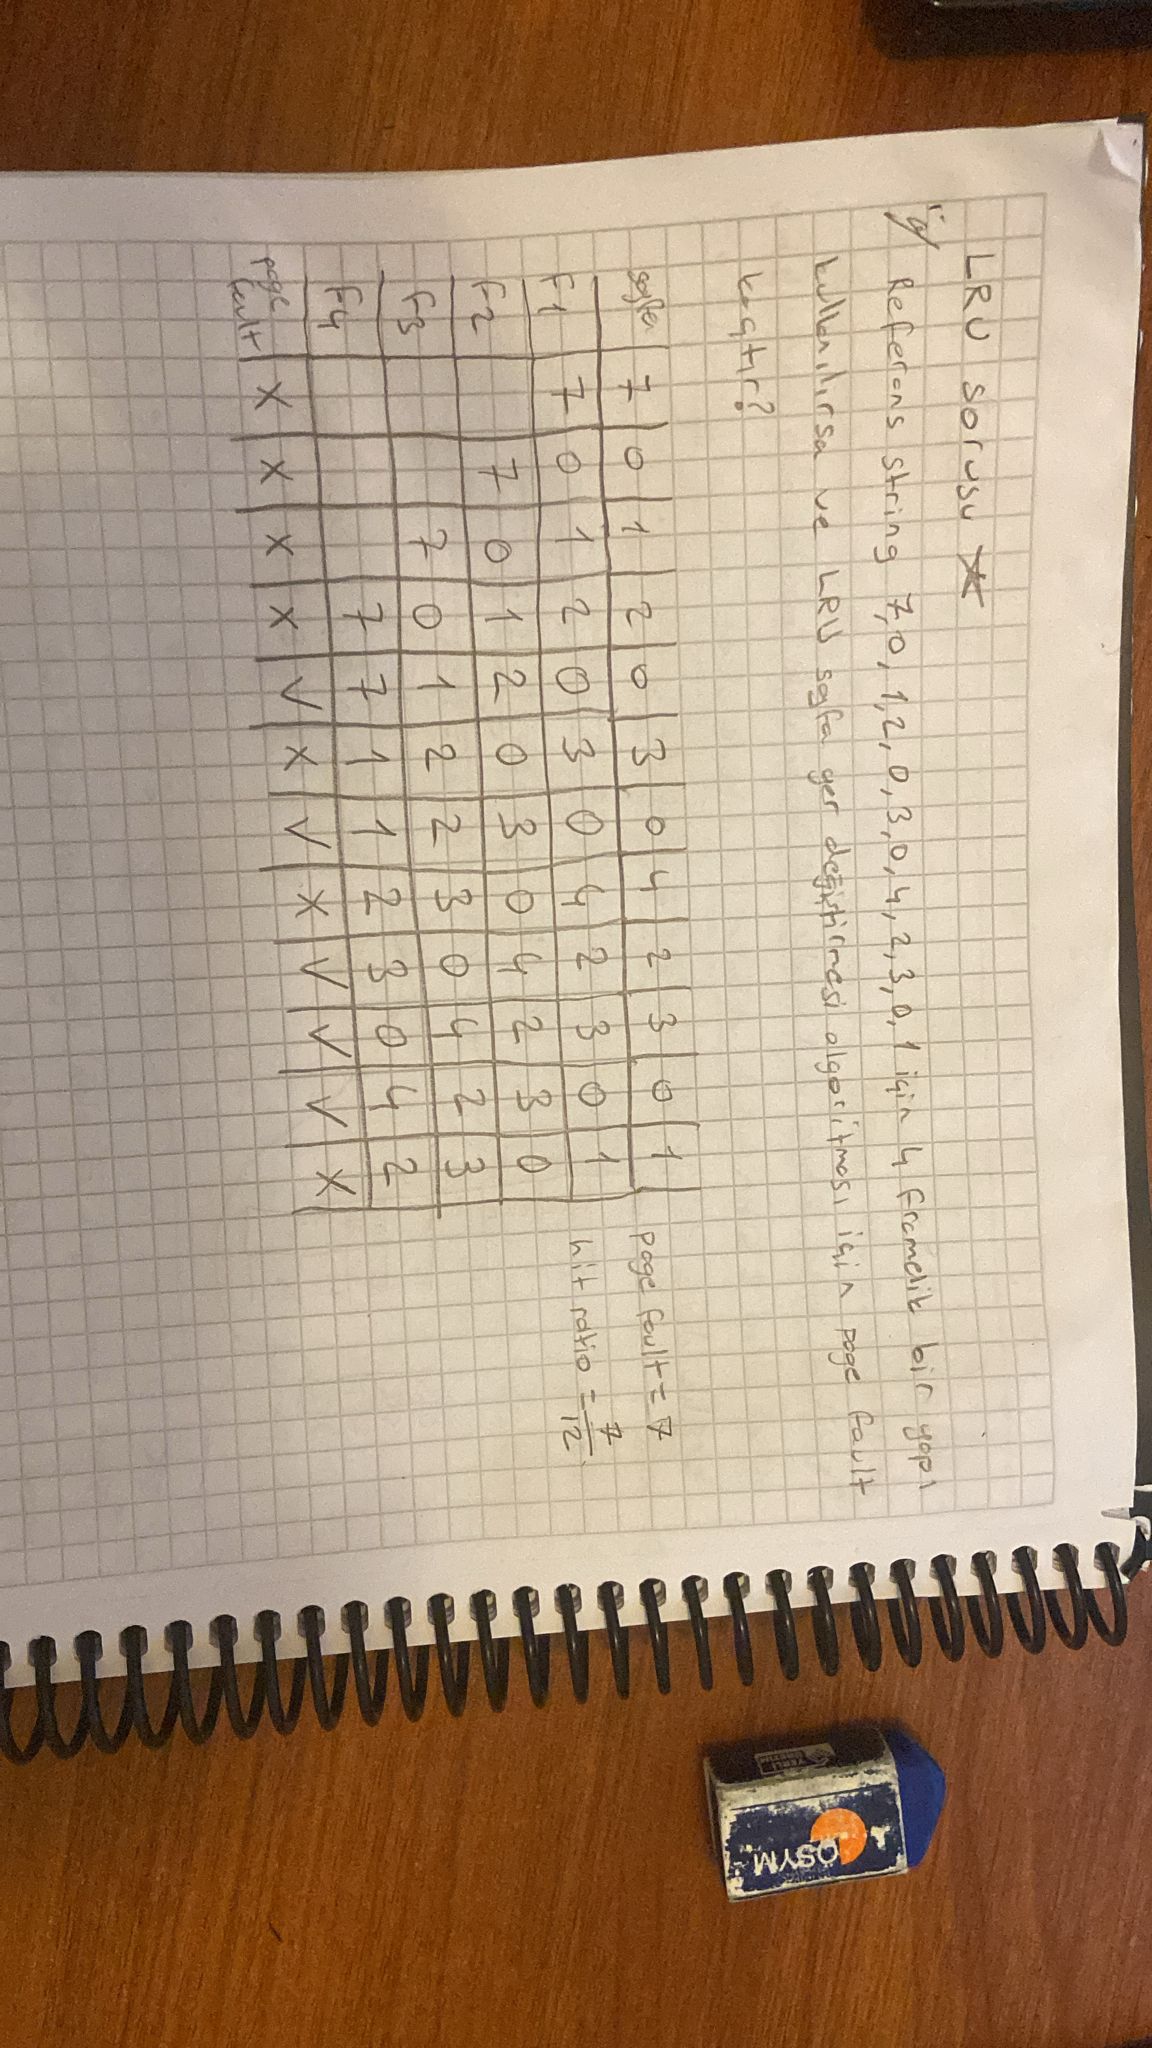 LRU sorusu
Referans string 7,0,1,2,0,3,0,4,2,3,0,1 için 4 framelik bir yapı
kullanılırsa ve LRU sayfa yer değiştirmesi algoritması için page fault
kaçtır?
sayfa 7 0 1 2 0 3 0 4 2 3 0 1
F1 7 0 1 2 0 3 0 4 2 3 0 1
F2 7 0 1 2 0 3 0 4 2 3 0
F3 7 0 1 2 2 3 0 4 2 3
F4 7 7 1 1 2 3 0 4 2
page fault X X X X ✓ X ✓ X ✓ ✓ ✓ X
page fault = 7
hit ratio = 7/12
ÖSYM